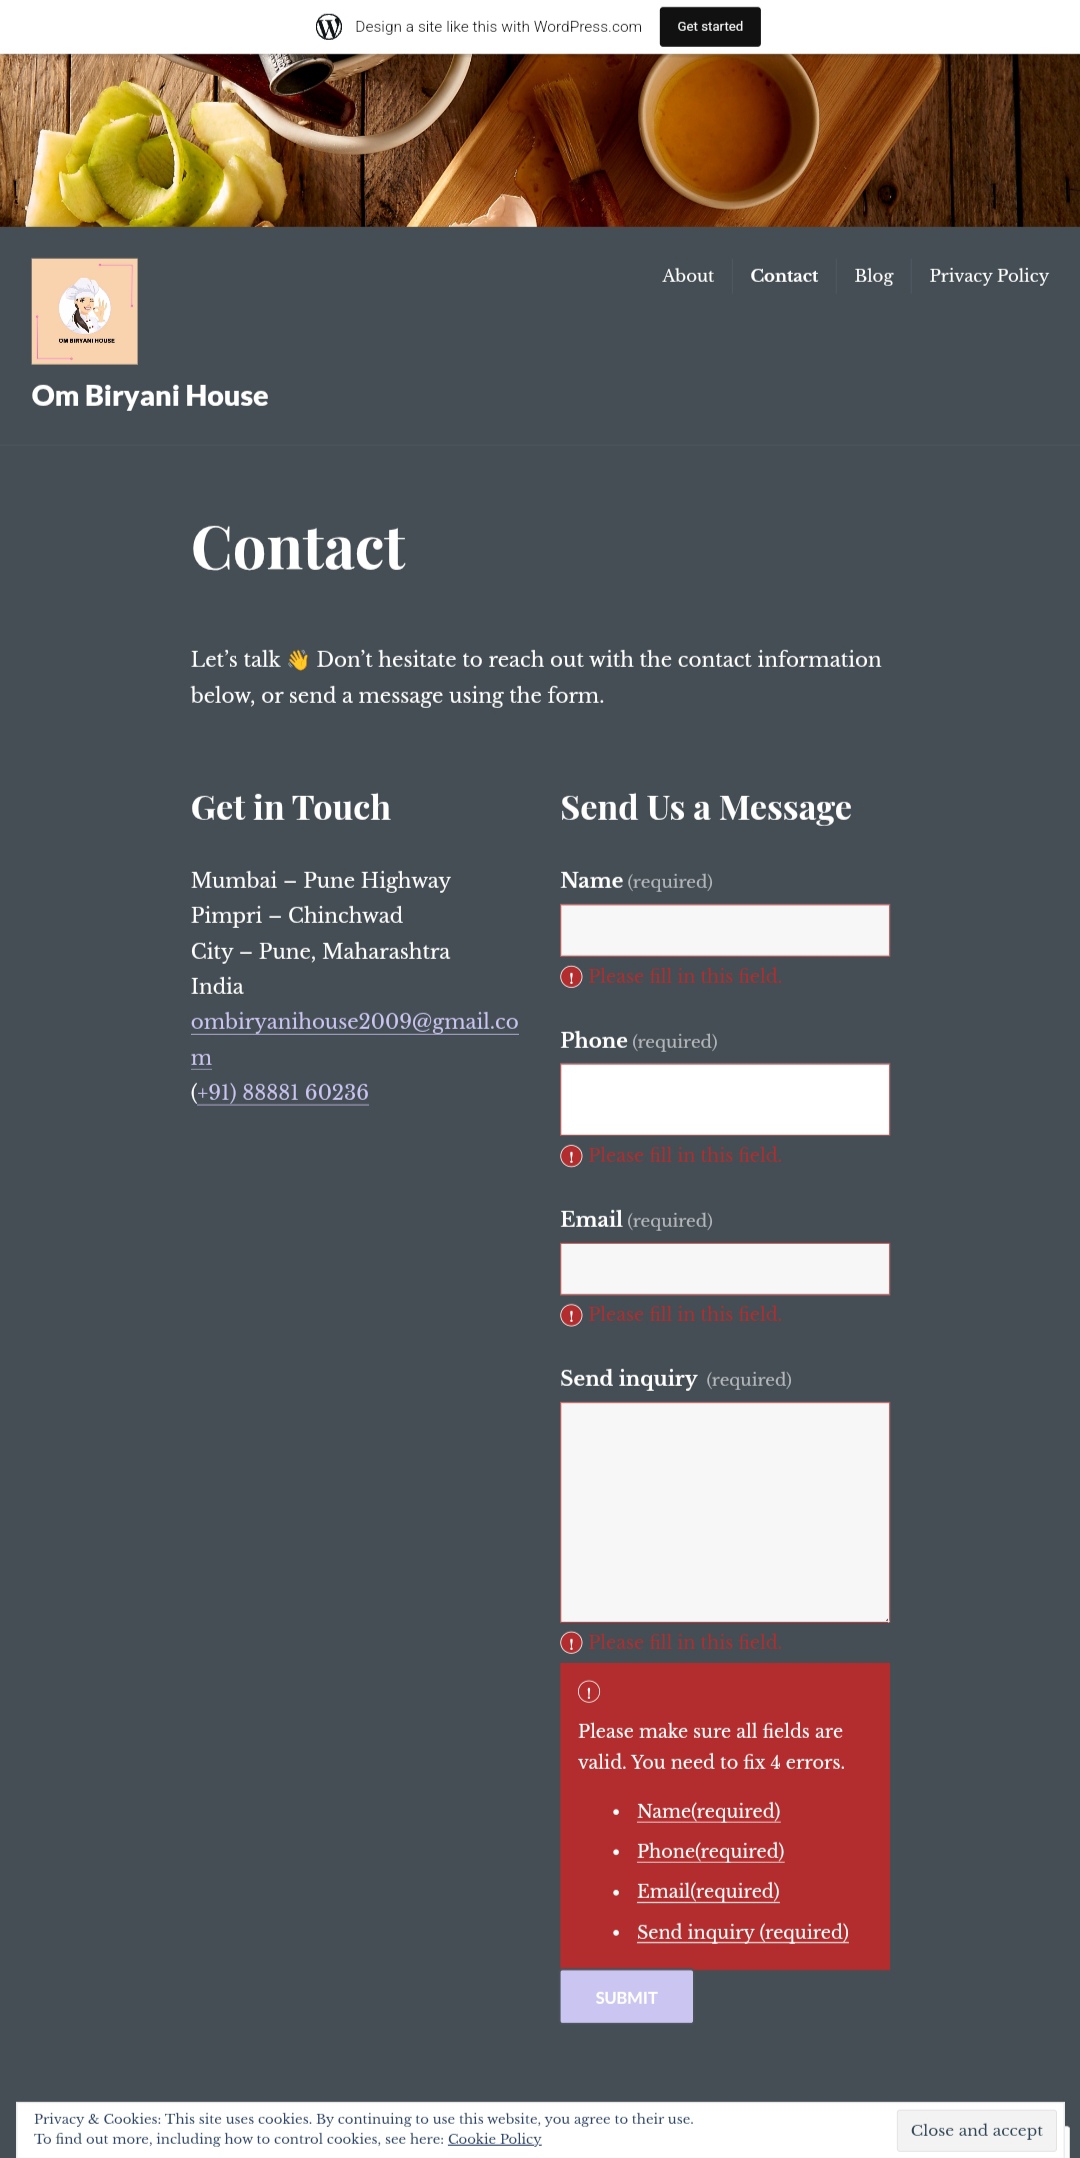 Design a site like this with WordPress.com
Get started
OM BIRYANI HOUSE
About
Contact
Blog
Privacy Policy
Om Biryani House
Contact
Let’s talk 👋 Don’t hesitate to reach out with the contact information
below, or send a message using the form.
Get in Touch
Mumbai – Pune Highway
Pimpri – Chinchwad
City – Pune, Maharashtra
India
ombiryanihouse2009@gmail.co
m
(+91) 88881 60236
Send Us a Message
Name (required)
Please fill in this field.
Phone (required)
Please fill in this field.
Email (required)
Please fill in this field.
Send inquiry (required)
Please fill in this field.
Please make sure all fields are
valid. You need to fix 4 errors.
• Name(required)
• Phone(required)
• Email(required)
• Send inquiry (required)
SUBMIT
Privacy & Cookies: This site uses cookies. By continuing to use this website, you agree to their use.
To find out more, including how to control cookies, see here: Cookie Policy
Close and accept